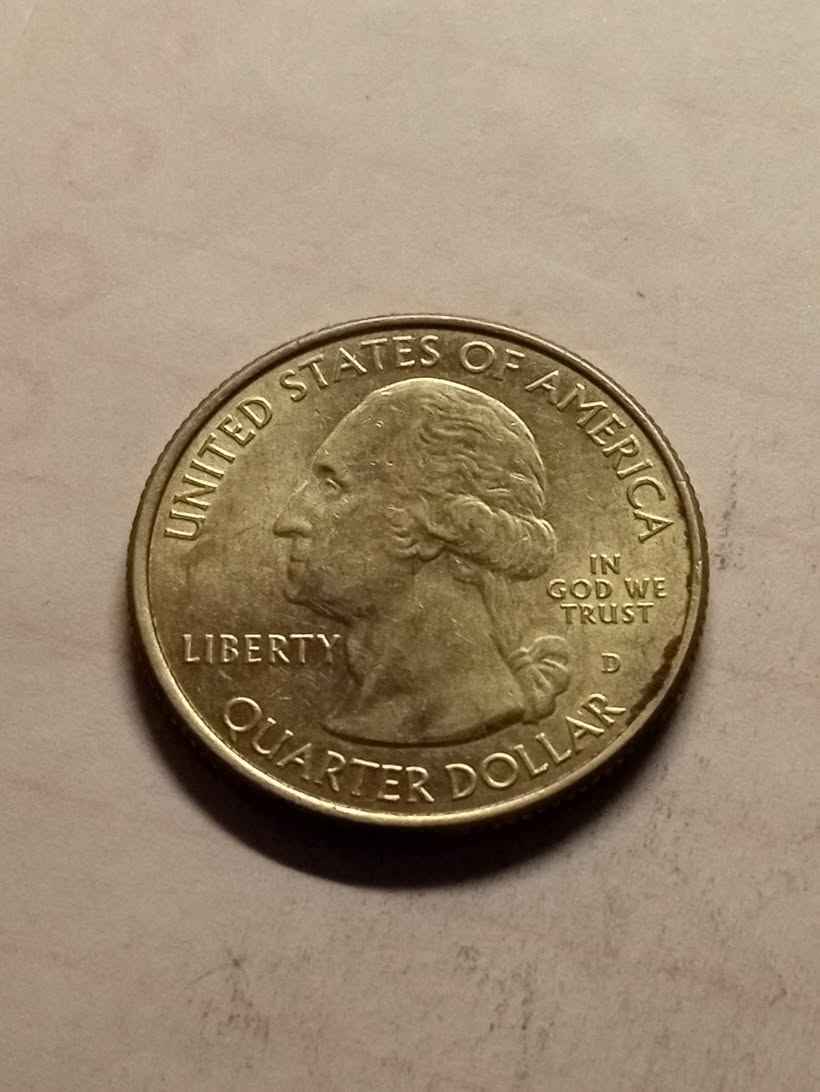 UNITED STATES OF AMERICA
IN
GOD WE
TRUST
LIBERTY
D
QUARTER DOLLAR